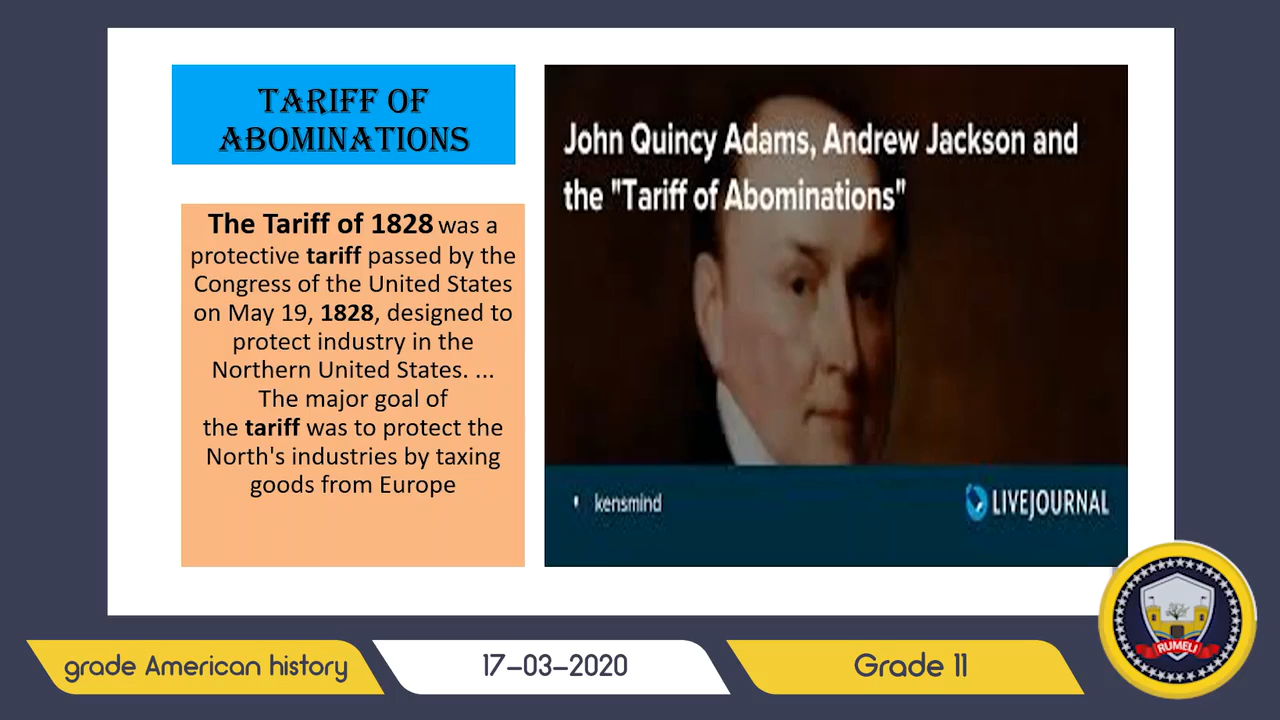 TARIFF OF
ABOMINATIONS
The Tariff of 1828 was a
protective tariff passed by the
Congress of the United States
on May 19, 1828, designed to
protect industry in the
Northern United States. ...
The major goal of
the tariff was to protect the
North's industries by taxing
goods from Europe
John Quincy Adams, Andrew Jackson and
the "Tariff of Abominations"
kensmind
LIVEJOURNAL
RUMELI
grade American history
17-03-2020
Grade 11